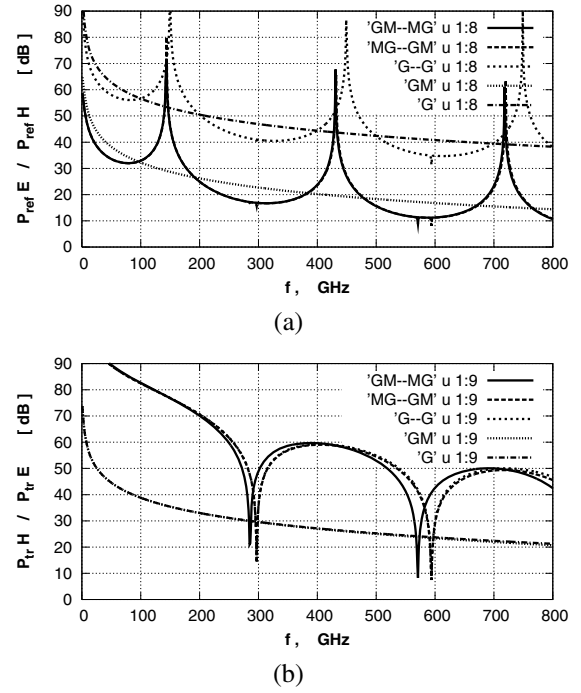 P_ref E / P_ref H [ dB]
90
80
70
60
50
40
30
20
10
0
'GM--MG' u 1:8
'MG--GM' u 1:8
'G--G' u 1:8
'GM' u 1:8
'G' u 1:8
0 100 200 300 400 500 600 700 800
f , GHz
(a)
P_tr H / P_tr E [ dB]
90
80
70
60
50
40
30
20
10
0
'GM--MG' u 1:9
'MG--GM' u 1:9
'G--G' u 1:9
'GM' u 1:9
'G' u 1:9
0 100 200 300 400 500 600 700 800
f , GHz
(b)